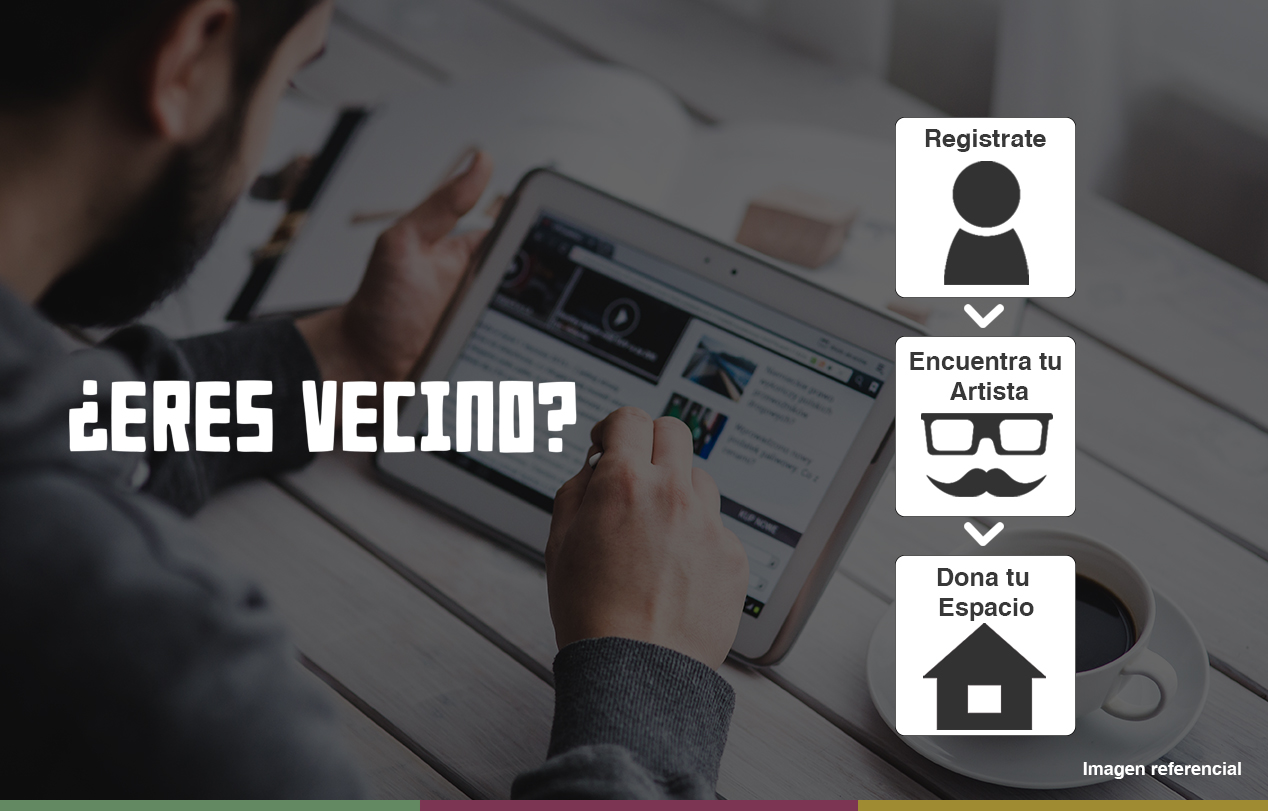 ¿ERES VECINO?
Registrate
Encuentra tu
Artista
Dona tu
Espacio
Imagen referencial